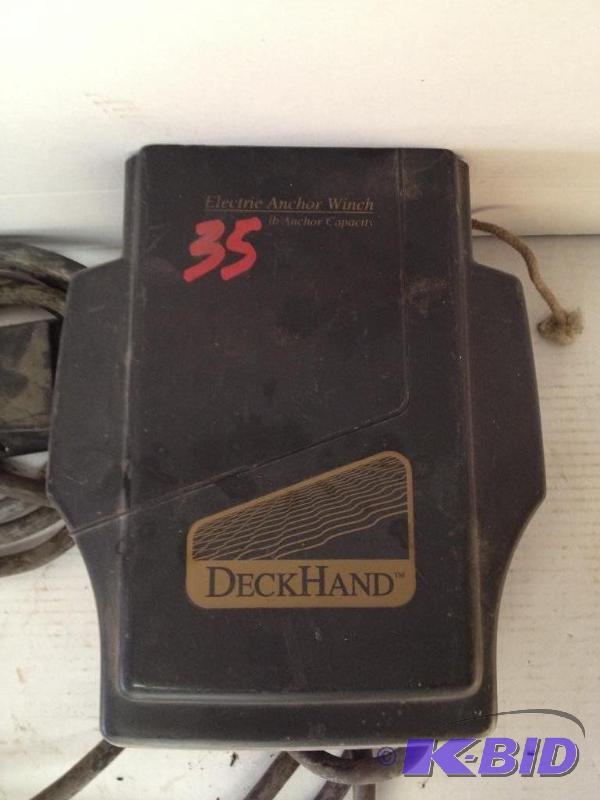 Electric Anchor Winch
35 lb Anchor Capacity
DECKHAND™
© K-BID